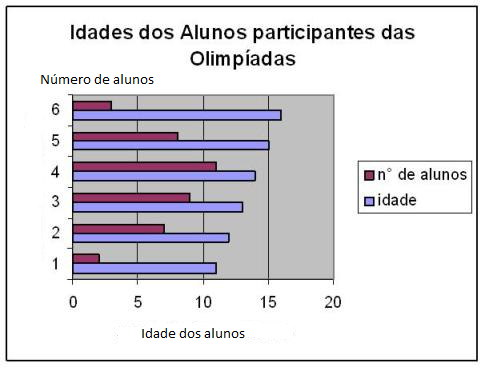 Idades dos Alunos participantes das
Olimpíadas
Número de alunos
6
5
4
3
2
1
0 5 10 15 20
Idade dos alunos
n° de alunos
idade